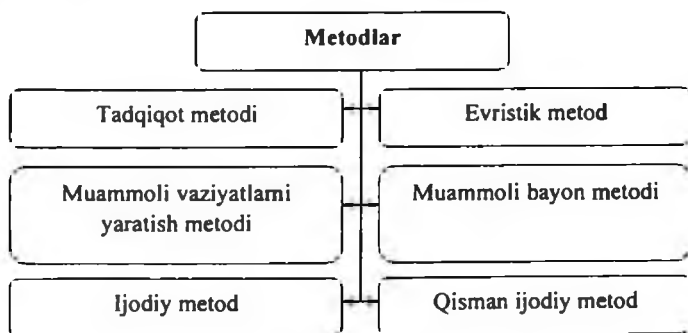 Metodlar
Tadqiqot metodi
Evristik metod
Muammoli vaziyatlarni
yaratish metodi
Muammoli bayon metodi
Ijodiy metod
Qisman ijodiy metod